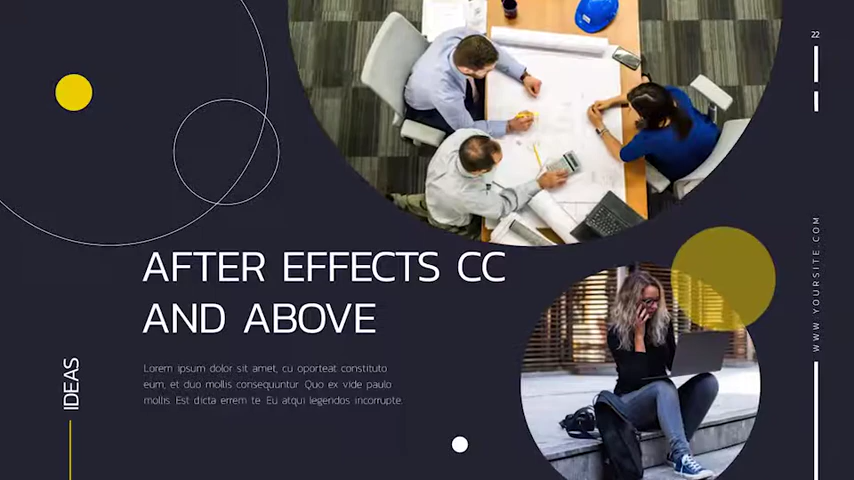 22
AFTER EFFECTS CC
AND ABOVE
Lorem ipsum dolor sit amet, cu oporteat constituto
eum, et duo mollis consequuntur. Quo ex vide paulo
mollis. Est dicta errem te. Eu atqui legendos incorrupte.
IDEAS
WWW.YOURSITE.COM